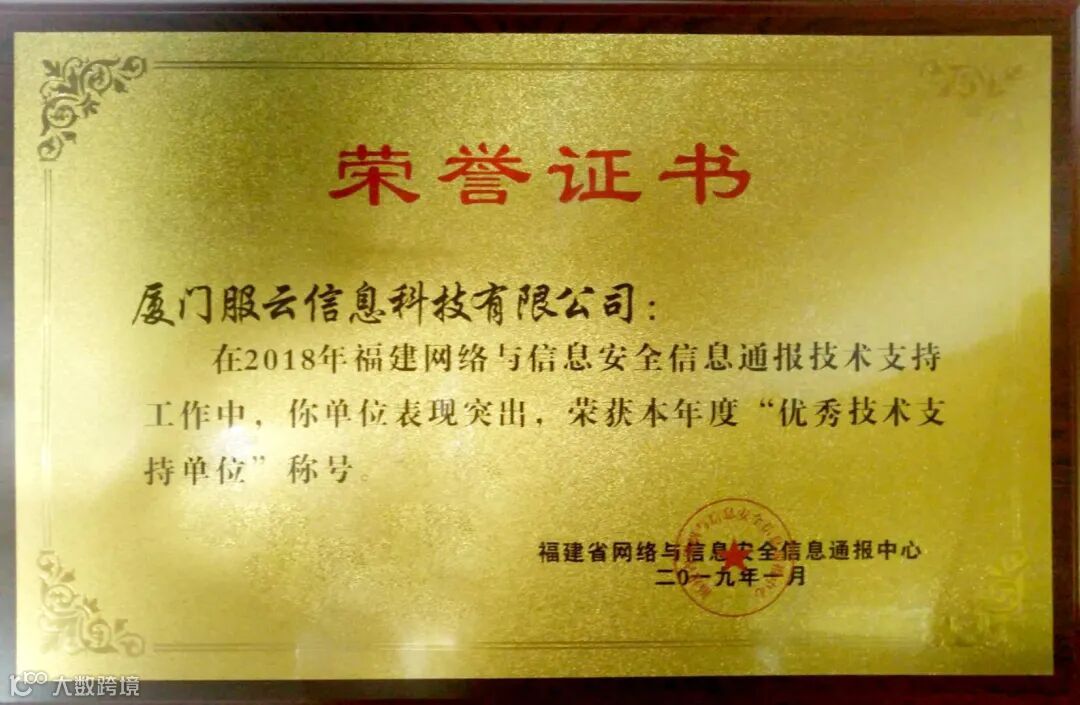 荣誉证书
厦门服云信息科技有限公司：
在2018年福建网络与信息安全信息通报技术支持
工作中，你单位表现突出，荣获本年度“优秀技术支
持单位”称号。
福建省网络与信息安全信息通报中心
二〇一九年一月
大数跨境